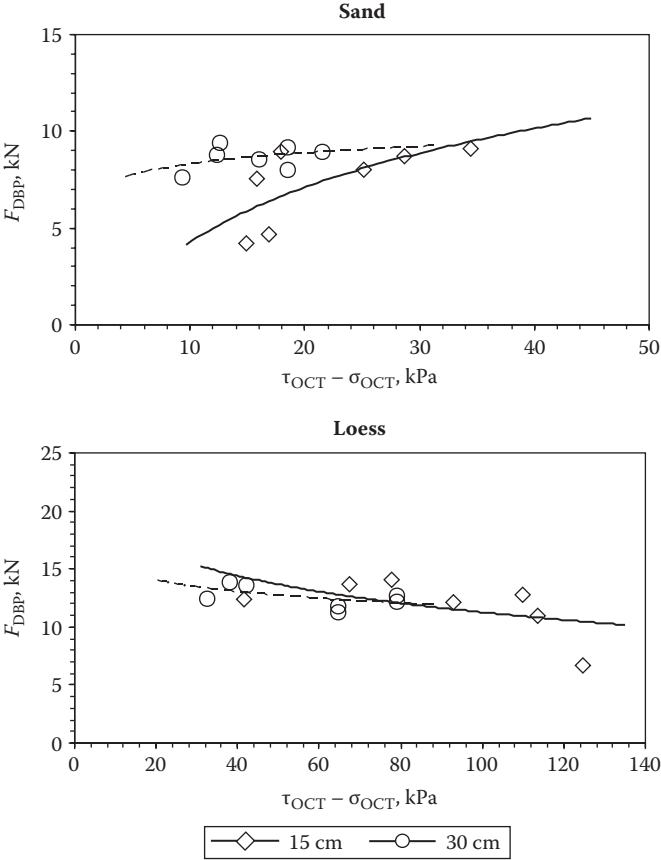 Sand
15
10
5
0
F_DBP, kN
0 10 20 30 40 50
τ_OCT – σ_OCT, kPa
Loess
25
20
15
10
5
0
F_DBP, kN
0 20 40 60 80 100 120 140
τ_OCT – σ_OCT, kPa
15 cm 30 cm